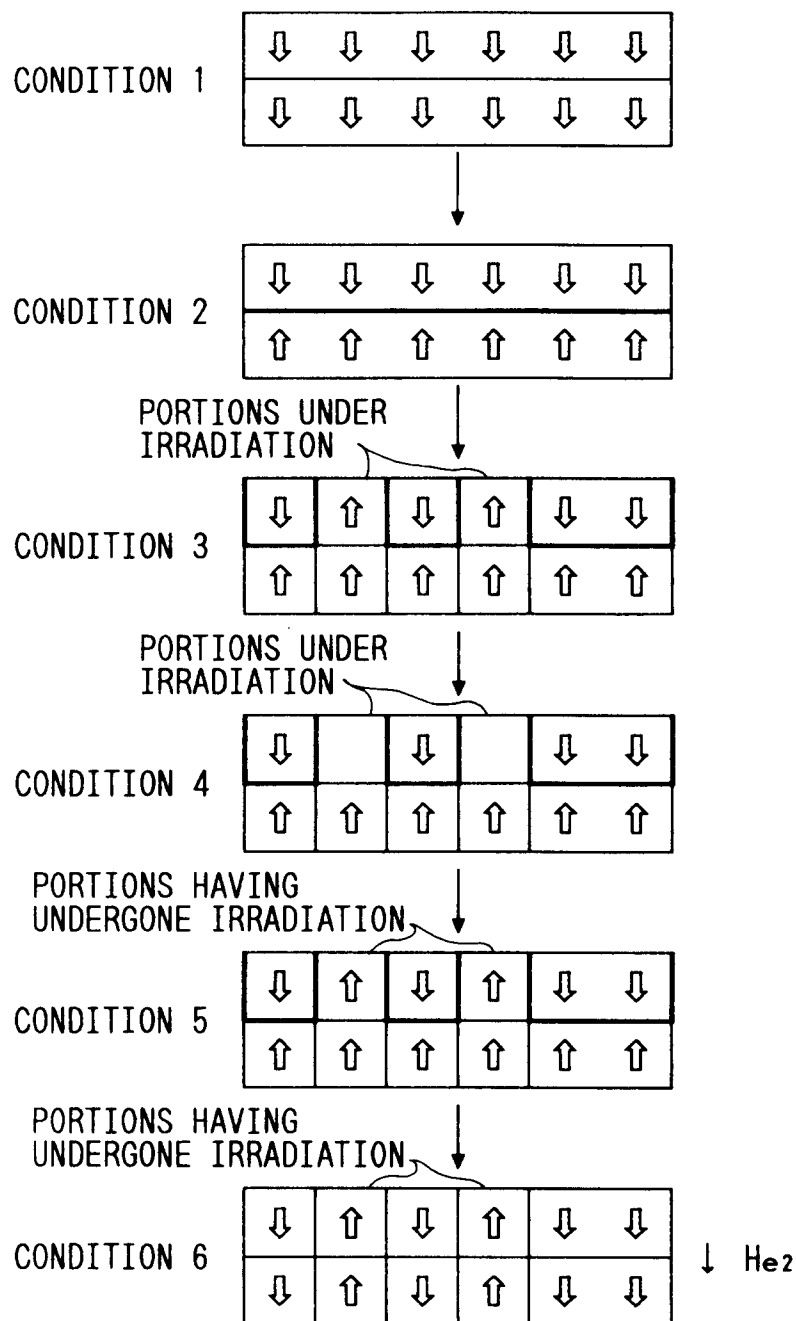 CONDITION 1
CONDITION 2
PORTIONS UNDER
IRRADIATION
CONDITION 3
PORTIONS UNDER
IRRADIATION
CONDITION 4
PORTIONS HAVING
UNDERGONE IRRADIATION
CONDITION 5
PORTIONS HAVING
UNDERGONE IRRADIATION
CONDITION 6
He2